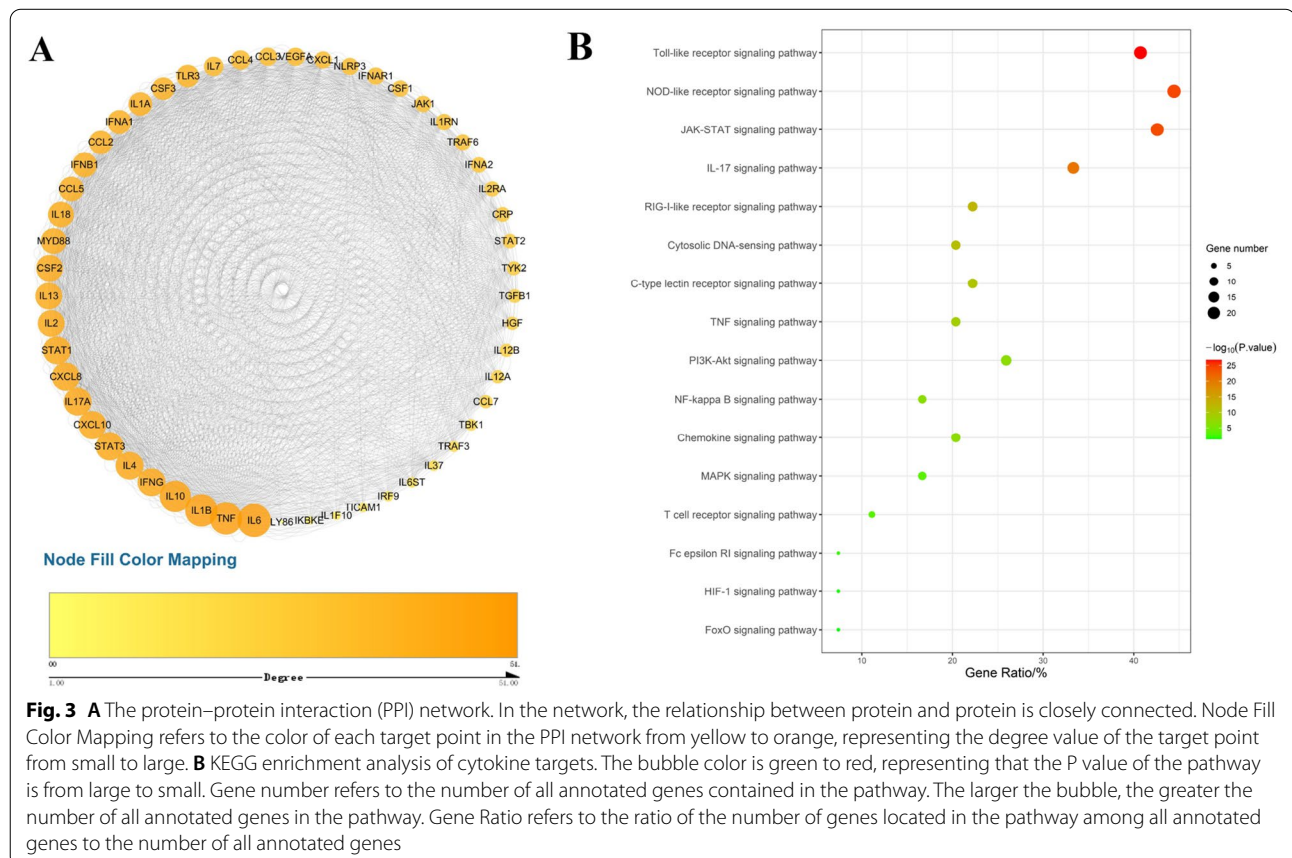 A
CCL4
CCL3
VEGFA
CXCL1
NLRP3
IFNAR1
CSF1
JAK1
IL1RN
TRAF6
IFNA2
IL2RA
CRP
STAT2
TYK2
TGFB1
HGF
IL12B
IL12A
CCL7
TBK1
TRAF3
IL37
IL6ST
IRF9
TICAM1
IL1F10
IKBKE
LY86
IL6
TNF
IL1B
IL10
IFNG
IL4
STAT3
CXCL10
IL17A
CXCL8
STAT1
IL2
IL13
CSF2
MYD88
IL18
CCL5
IFNB1
CCL2
IFNA1
IL1A
CSF3
TLR3
IL7
Node Fill Color Mapping
00
51.
1.00
Degree
51.00
B
Toll-like receptor signaling pathway
NOD-like receptor signaling pathway
JAK-STAT signaling pathway
IL-17 signaling pathway
RIG-I-like receptor signaling pathway
Cytosolic DNA-sensing pathway
C-type lectin receptor signaling pathway
TNF signaling pathway
PI3K-Akt signaling pathway
NF-kappa B signaling pathway
Chemokine signaling pathway
MAPK signaling pathway
T cell receptor signaling pathway
Fc epsilon RI signaling pathway
HIF-1 signaling pathway
FoxO signaling pathway
10
20
30
40
Gene Ratio/%
Gene number
5
10
15
20
−log₁₀(P.value)
25
20
15
10
5
Fig. 3 A The protein–protein interaction (PPI) network. In the network, the relationship between protein and protein is closely connected. Node Fill
Color Mapping refers to the color of each target point in the PPI network from yellow to orange, representing the degree value of the target point
from small to large. B KEGG enrichment analysis of cytokine targets. The bubble color is green to red, representing that the P value of the pathway
is from large to small. Gene number refers to the number of all annotated genes contained in the pathway. The larger the bubble, the greater the
number of all annotated genes in the pathway. Gene Ratio refers to the ratio of the number of genes located in the pathway among all annotated
genes to the number of all annotated genes